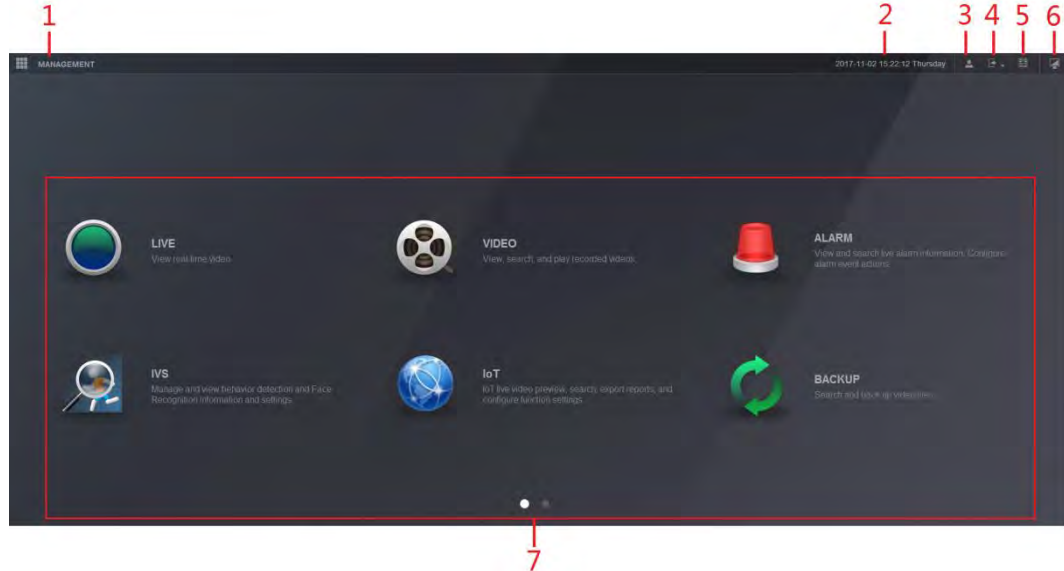 1 2 3 4 5 6
MANAGEMENT 2017-11-02 15:22:12 Thursday
LIVE
View real time video.
VIDEO
View, search, and play recorded videos.
ALARM
View and search live alarm information. Configure
alarm event actions.
IVS
Manage and view behavior detection and Face
Recognition information and settings.
IoT
IoT live video preview, search, export reports, and
configure function settings.
BACKUP
Search and back up video files.
7